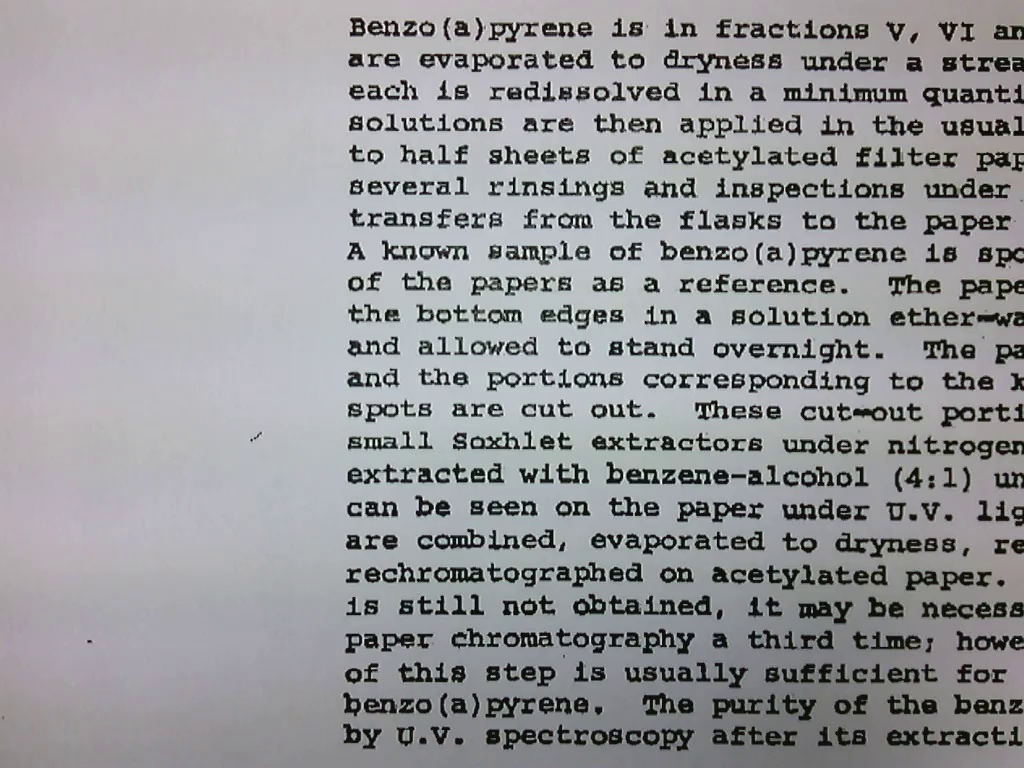 Benzo(a)pyrene is in fractions V, VI an
are evaporated to dryness under a strea
each is redissolved in a minimum quanti
solutions are then applied in the usual
to half sheets of acetylated filter pap
several rinsings and inspections under
transfers from the flasks to the paper
A known sample of benzo(a)pyrene is spo
of the papers as a reference. The pape
the bottom edges in a solution ether-wa
and allowed to stand overnight. The pa
and the portions corresponding to the k
spots are cut out. These cut-out porti
small Soxhlet extractors under nitrogen
extracted with benzene-alcohol (4:1) un
can be seen on the paper under U.V. lig
are combined, evaporated to dryness, re
rechromatographed on acetylated paper.
is still not obtained, it may be necess
paper chromatography a third time; howe
of this step is usually sufficient for
benzo(a)pyrene. The purity of the benz
by U.V. spectroscopy after its extracti